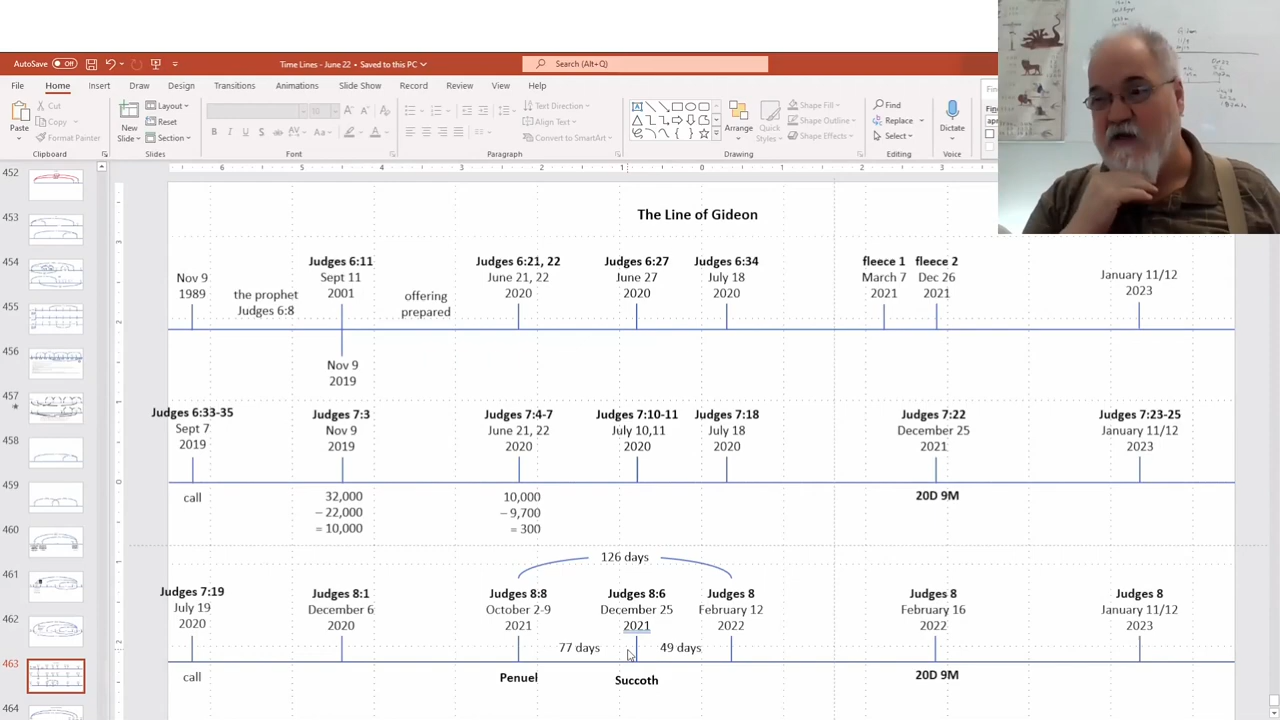 AutoSave Off
Time Lines - June 22 • Saved to this PC
Search (Alt+Q)
File Home Insert Draw Design Transitions Animations Slide Show Record Review View Help
Paste
Cut
Copy
Format Painter
Clipboard
New Slide
Layout
Reset
Section
Slides
Font
Text Direction
Align Text
Convert to SmartArt
Paragraph
Arrange
Quick Styles
Shape Fill
Shape Outline
Shape Effects
Drawing
Find
Replace
Select
Editing
Dictate
Voice
452
453
454
455
456
457
458
459
460
461
462
463
464
The Line of Gideon
Nov 9
1989
the prophet
Judges 6:8
Judges 6:11
Sept 11
2001
offering
prepared
Judges 6:21, 22
June 21, 22
2020
Judges 6:27
June 27
2020
Judges 6:34
July 18
2020
fleece 1
March 7
2021
fleece 2
Dec 26
2021
January 11/12
2023
Nov 9
2019
Judges 6:33-35
Sept 7
2019
call
Judges 7:3
Nov 9
2019
32,000
– 22,000
= 10,000
Judges 7:4-7
June 21, 22
2020
10,000
– 9,700
= 300
Judges 7:10-11
July 10,11
2020
Judges 7:18
July 18
2020
Judges 7:22
December 25
2021
20D 9M
Judges 7:23-25
January 11/12
2023
126 days
Judges 7:19
July 19
2020
call
Judges 8:1
December 6
2020
Judges 8:8
October 2-9
2021
Penuel
77 days
Judges 8:6
December 25
2021
Succoth
49 days
Judges 8
February 12
2022
Judges 8
February 16
2022
20D 9M
Judges 8
January 11/12
2023